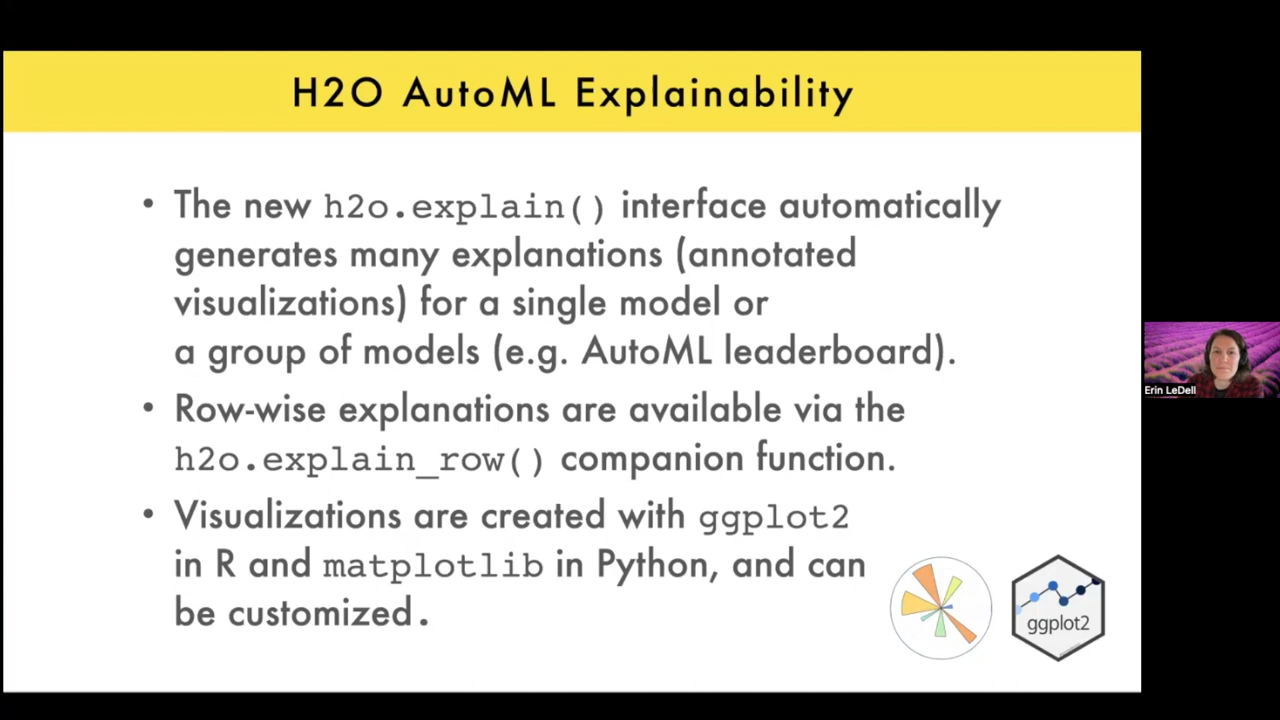 H2O AutoML Explainability
• The new h2o.explain() interface automatically
generates many explanations (annotated
visualizations) for a single model or
a group of models (e.g. AutoML leaderboard).
• Row-wise explanations are available via the
h2o.explain_row() companion function.
• Visualizations are created with ggplot2
in R and matplotlib in Python, and can
be customized.
ggplot2
Erin LeDell